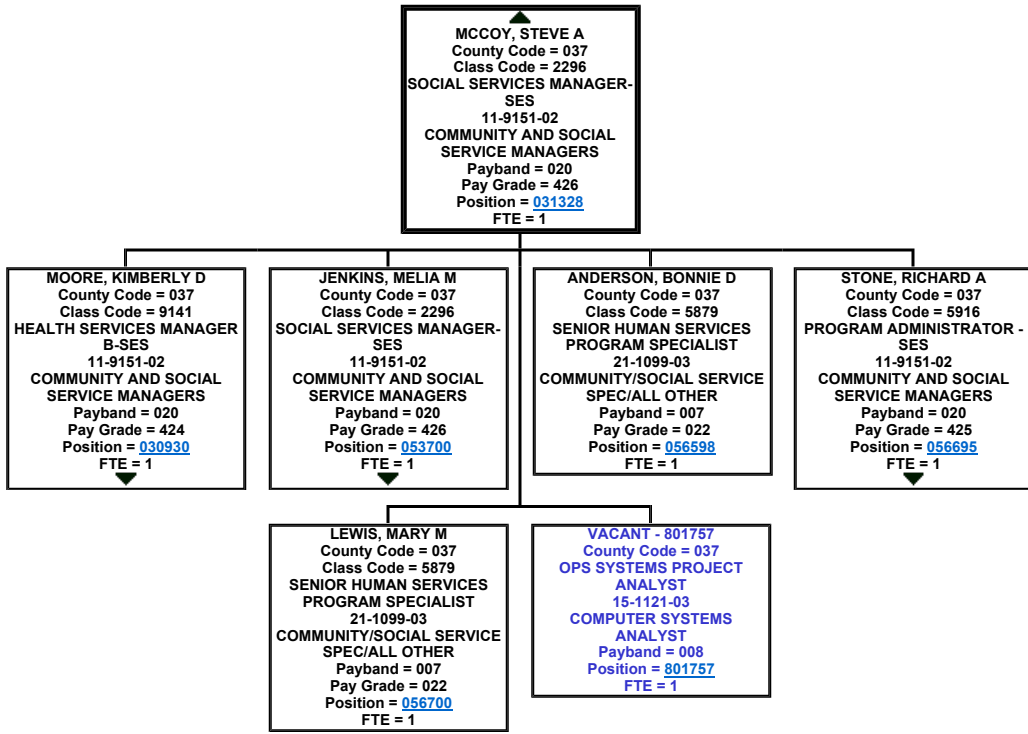 MCCOY, STEVE A
County Code = 037
Class Code = 2296
SOCIAL SERVICES MANAGER-
SES
11-9151-02
COMMUNITY AND SOCIAL
SERVICE MANAGERS
Payband = 020
Pay Grade = 426
Position = 031328
FTE = 1
MOORE, KIMBERLY D
County Code = 037
Class Code = 9141
HEALTH SERVICES MANAGER
B-SES
11-9151-02
COMMUNITY AND SOCIAL
SERVICE MANAGERS
Payband = 020
Pay Grade = 424
Position = 030930
FTE = 1
JENKINS, MELIA M
County Code = 037
Class Code = 2296
SOCIAL SERVICES MANAGER-
SES
11-9151-02
COMMUNITY AND SOCIAL
SERVICE MANAGERS
Payband = 020
Pay Grade = 426
Position = 053700
FTE = 1
ANDERSON, BONNIE D
County Code = 037
Class Code = 5879
SENIOR HUMAN SERVICES
PROGRAM SPECIALIST
21-1099-03
COMMUNITY/SOCIAL SERVICE
SPEC/ALL OTHER
Payband = 007
Pay Grade = 022
Position = 056598
FTE = 1
STONE, RICHARD A
County Code = 037
Class Code = 5916
PROGRAM ADMINISTRATOR -
SES
11-9151-02
COMMUNITY AND SOCIAL
SERVICE MANAGERS
Payband = 020
Pay Grade = 425
Position = 056695
FTE = 1
LEWIS, MARY M
County Code = 037
Class Code = 5879
SENIOR HUMAN SERVICES
PROGRAM SPECIALIST
21-1099-03
COMMUNITY/SOCIAL SERVICE
SPEC/ALL OTHER
Payband = 007
Pay Grade = 022
Position = 056700
FTE = 1
VACANT - 801757
County Code = 037
OPS SYSTEMS PROJECT
ANALYST
15-1121-03
COMPUTER SYSTEMS
ANALYST
Payband = 008
Position = 801757
FTE = 1